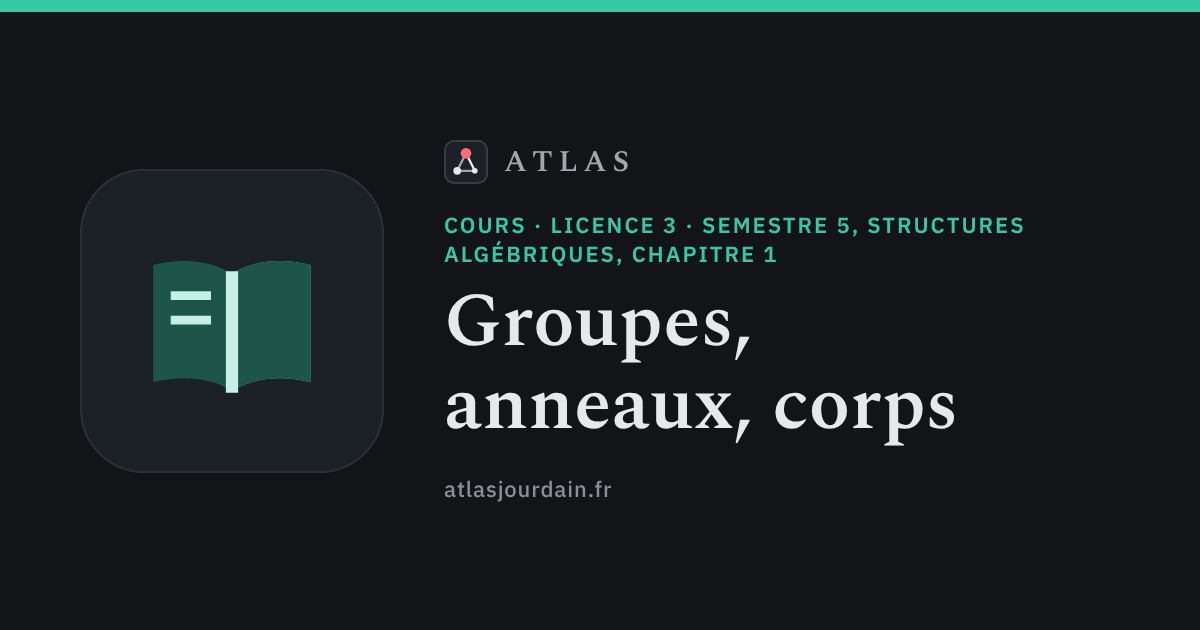 ATLAS
COURS · LICENCE 3 · SEMESTRE 5, STRUCTURES
ALGÉBRIQUES, CHAPITRE 1
Groupes,
anneaux, corps
atlasjourdain.fr